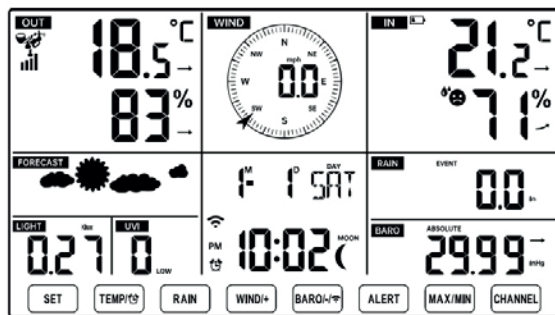 OUT
18.5 °C
83 %
WIND
N
NW NE
mph
W 0.0 E
SW SE
S
IN
21.2 °C
71 %
FORECAST
M D DAY
1- 1 SAT
RAIN EVENT
0.0 in
LIGHT
0.27
UVI
0 LOW
PM 10:02 MOON
BARO ABSOLUTE
29.99 inHg
SET TEMP/ RAIN WIND/+ BARO/-/ ALERT MAX/MIN CHANNEL